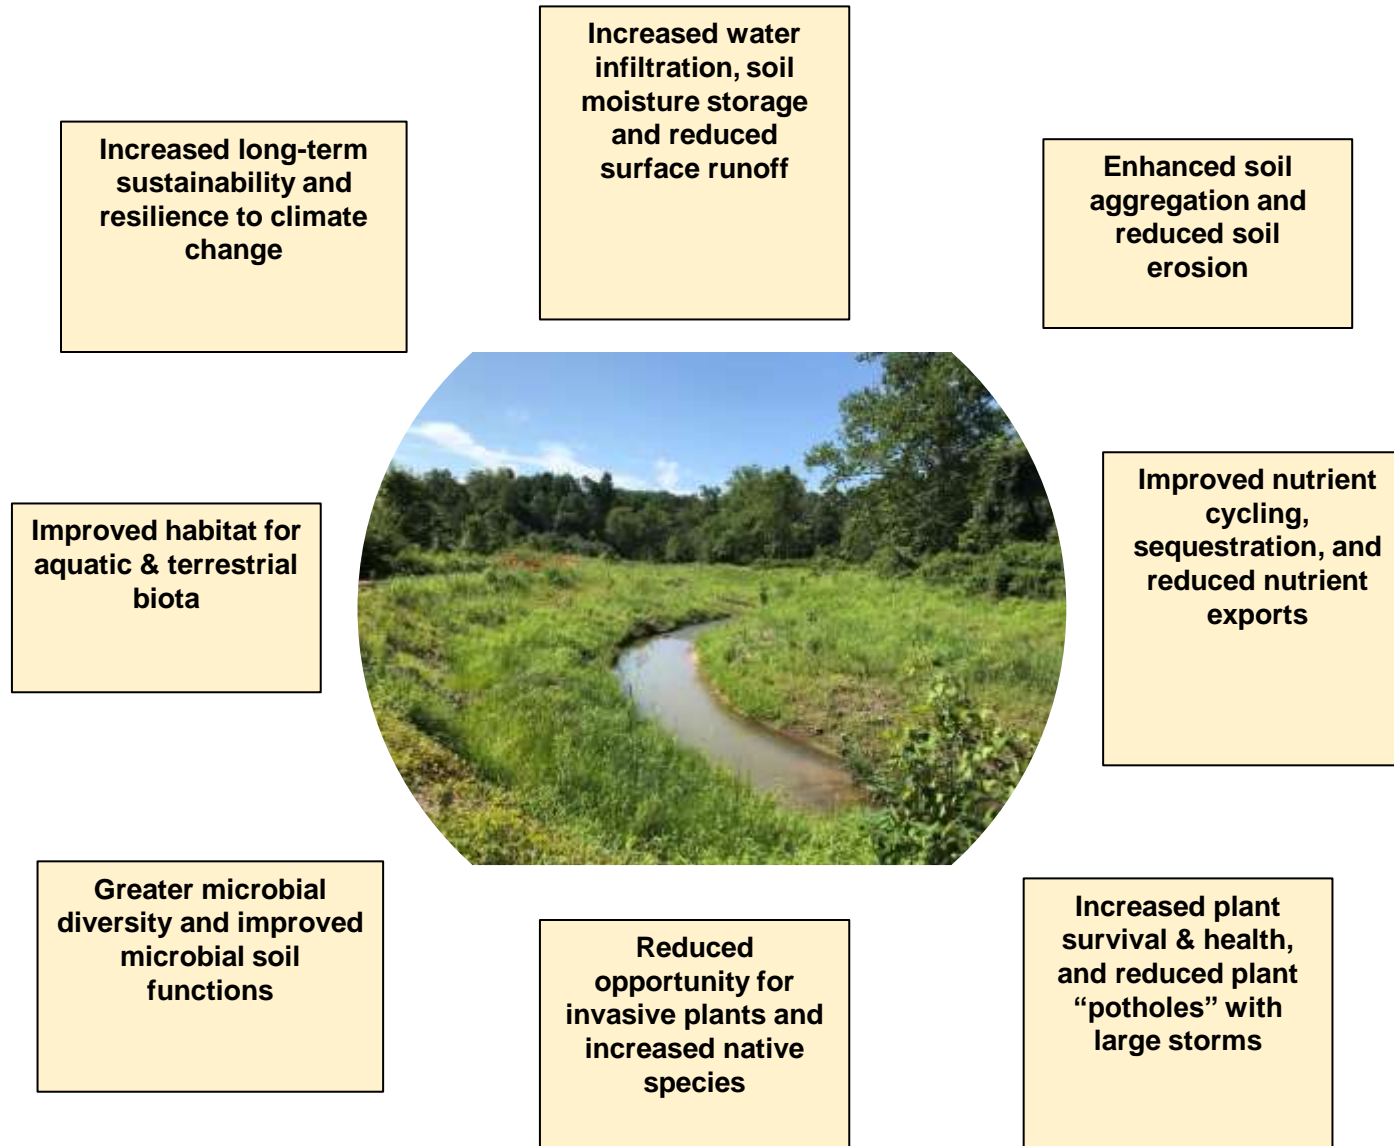 Increased water
infiltration, soil
moisture storage
and reduced
surface runoff
Increased long-term
sustainability and
resilience to climate
change
Enhanced soil
aggregation and
reduced soil
erosion
Improved nutrient
cycling,
sequestration, and
reduced nutrient
exports
Improved habitat for
aquatic & terrestrial
biota
Greater microbial
diversity and improved
microbial soil
functions
Reduced
opportunity for
invasive plants and
increased native
species
Increased plant
survival & health,
and reduced plant
“potholes” with
large storms